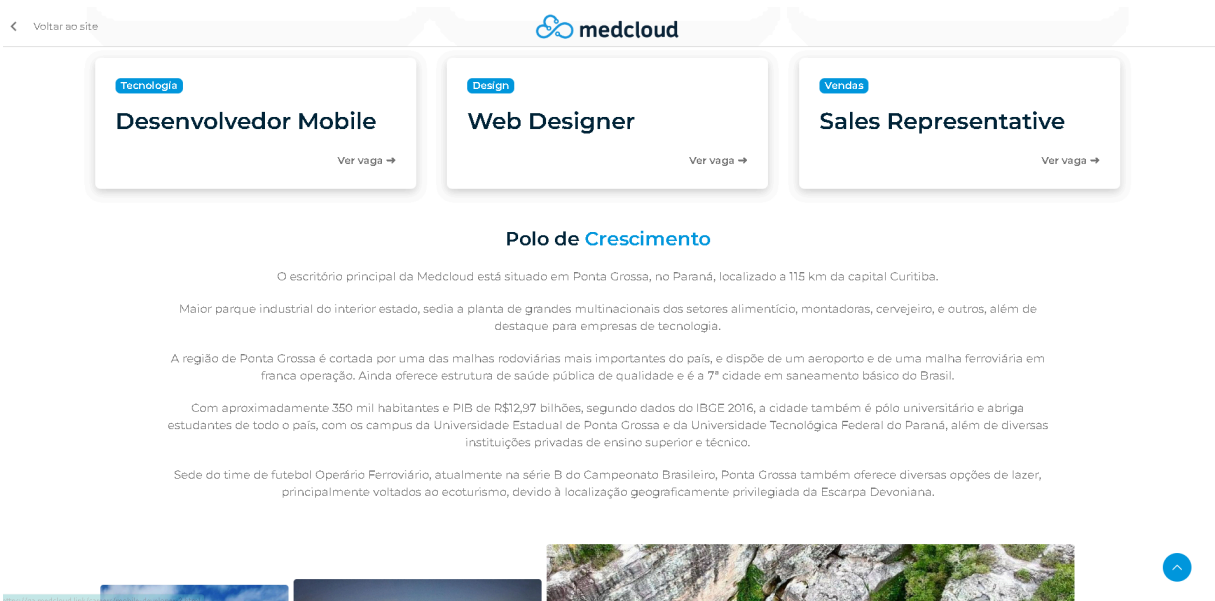 Voltar ao site
medcloud
Tecnología
Desenvolvedor Mobile
Ver vaga ➜
Design
Web Designer
Ver vaga ➜
Vendas
Sales Representative
Ver vaga ➜
Polo de Crescimento
O escritório principal da Medcloud está situado em Ponta Grossa, no Paraná, localizado a 115 km da capital Curitiba.
Maior parque industrial do interior estado, sedia a planta de grandes multinacionais dos setores alimentício, montadoras, cervejeiro, e outros, além de
destaque para empresas de tecnologia.
A região de Ponta Grossa é cortada por uma das malhas rodoviárias mais importantes do país, e dispõe de um aeroporto e de uma malha ferroviária em
franca operação. Ainda oferece estrutura de saúde pública de qualidade e é a 7ª cidade em saneamento básico do Brasil.
Com aproximadamente 350 mil habitantes e PIB de R$12,97 bilhões, segundo dados do IBGE 2016, a cidade também é pólo universitário e abriga
estudantes de todo o país, com os campus da Universidade Estadual de Ponta Grossa e da Universidade Tecnológica Federal do Paraná, além de diversas
instituições privadas de ensino superior e técnico.
Sede do time de futebol Operário Ferroviário, atualmente na série B do Campeonato Brasileiro, Ponta Grossa também oferece diversas opções de lazer,
principalmente voltados ao ecoturismo, devido à localização geograficamente privilegiada da Escarpa Devoniana.